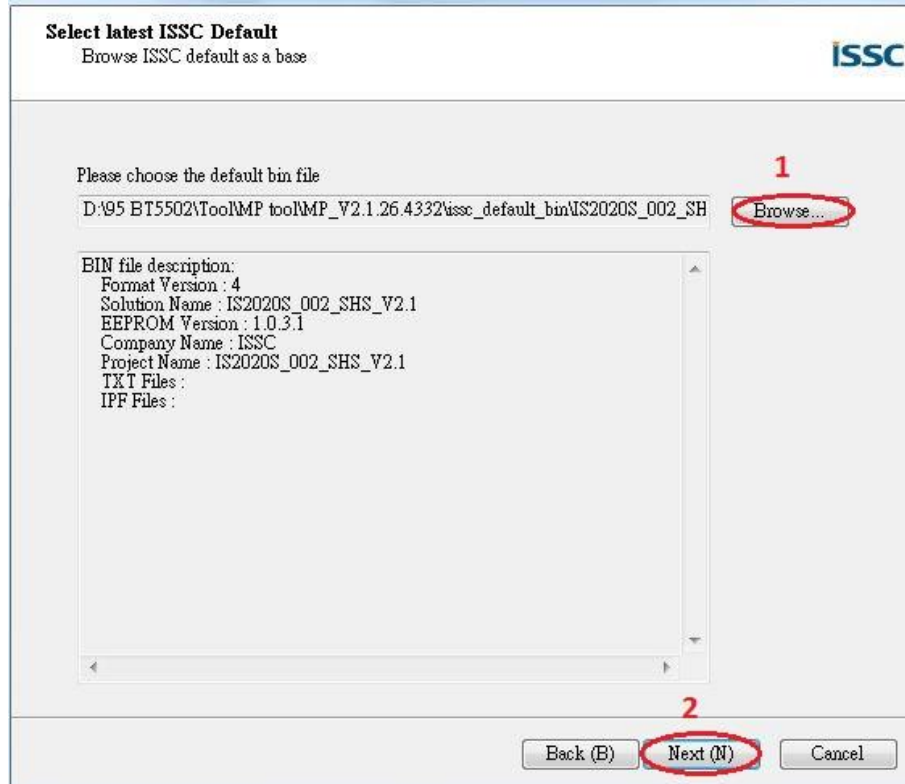 Select latest ISSC Default
Browse ISSC default as a base
ISSC
1
Please choose the default bin file
D:\95 BT5502\Tool\MP tool\MP_V2.1.26.4332\issc_default_bin\IS2020S_002_SH
Browse...
BIN file description:
Format Version : 4
Solution Name : IS2020S_002_SHS_V2.1
EEPROM Version : 1.0.3.1
Company Name : ISSC
Project Name : IS2020S_002_SHS_V2.1
TXT Files :
IPF Files :
2
Back (B)
Next (N)
Cancel